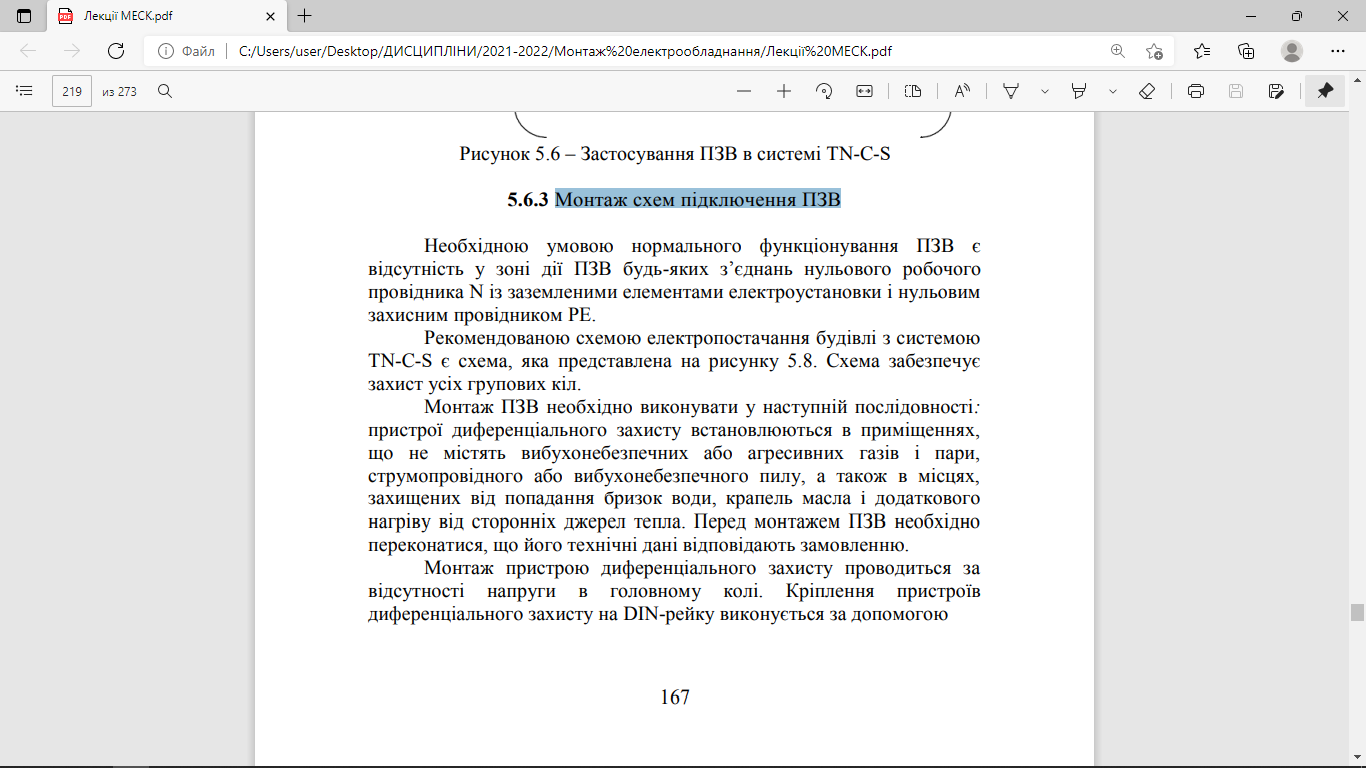 Лекції МЕСК.pdf
Файл
C:/Users/user/Desktop/ДИСЦИПЛІНИ/2021-2022/Монтаж%20електрообладнання/Лекції%20МЕСК.pdf
219 из 273
Рисунок 5.6 – Застосування ПЗВ в системі TN-C-S
5.6.3 Монтаж схем підключення ПЗВ
Необхідною умовою нормального функціонування ПЗВ є
відсутність у зоні дії ПЗВ будь-яких з’єднань нульового робочого
провідника N із заземленими елементами електроустановки і нульовим
захисним провідником РЕ.
Рекомендованою схемою електропостачання будівлі з системою
TN-C-S є схема, яка представлена на рисунку 5.8. Схема забезпечує
захист усіх групових кіл.
Монтаж ПЗВ необхідно виконувати у наступній послідовності:
пристрої диференціального захисту встановлюються в приміщеннях,
що не містять вибухонебезпечних або агресивних газів і пари,
струмопровідного або вибухонебезпечного пилу, а також в місцях,
захищених від попадання бризок води, крапель масла і додаткового
нагріву від сторонніх джерел тепла. Перед монтажем ПЗВ необхідно
переконатися, що його технічні дані відповідають замовленню.
Монтаж пристрою диференціального захисту проводиться за
відсутності напруги в головному колі. Кріплення пристроїв
диференціального захисту на DIN-рейку виконується за допомогою
167